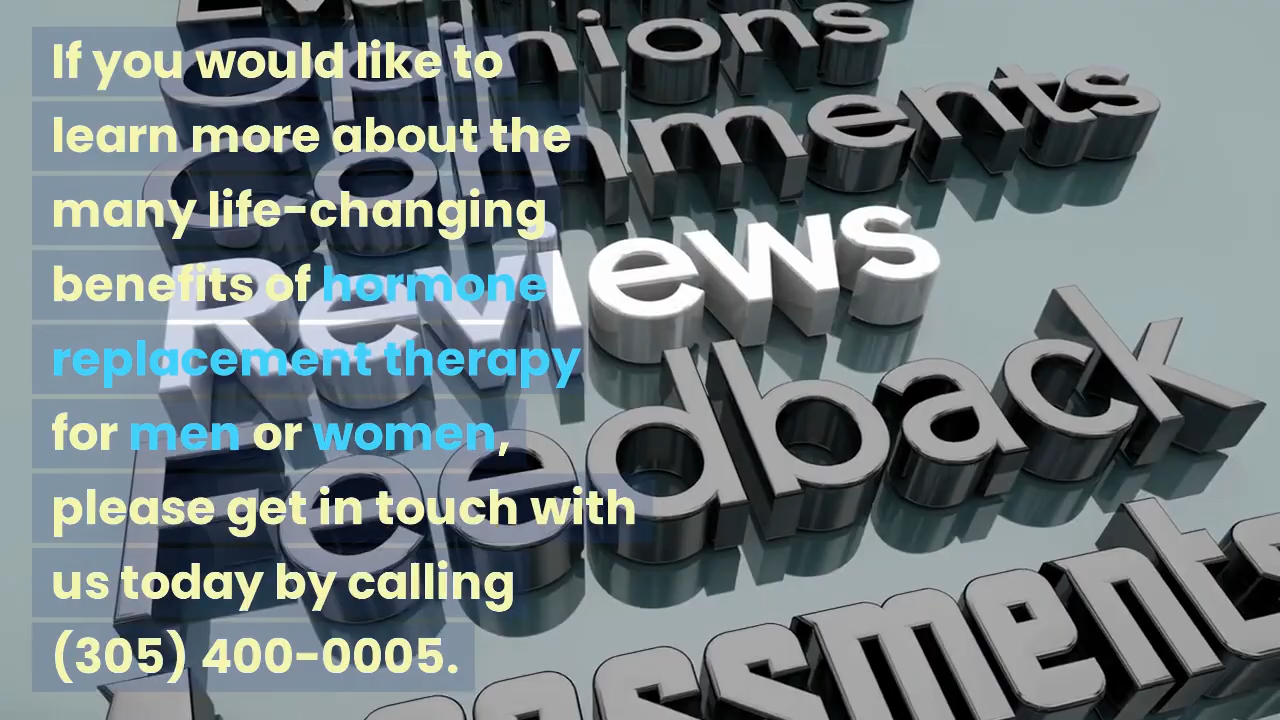 If you would like to
learn more about the
many life-changing
benefits of hormone
replacement therapy
for men or women,
please get in touch with
us today by calling
(305) 400-0005.
Opinions
Comments
Reviews
Feedback